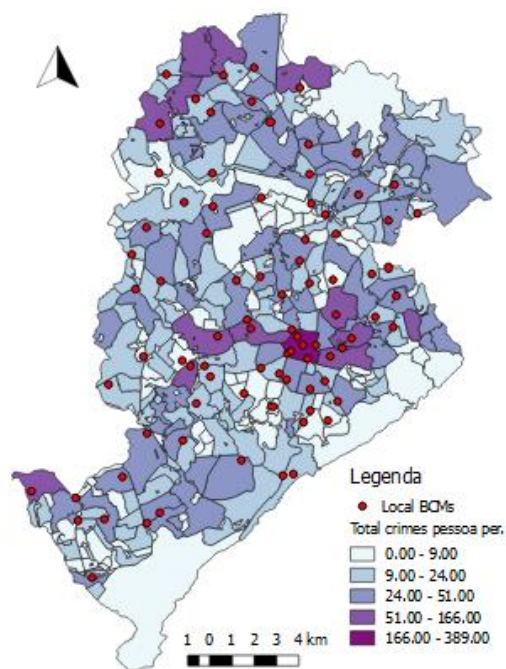 Legenda
Local BCMs
Total crimes pessoa per.
0.00 - 9.00
9.00 - 24.00
24.00 - 51.00
51.00 - 166.00
166.00 - 389.00
1 0 1 2 3 4 km